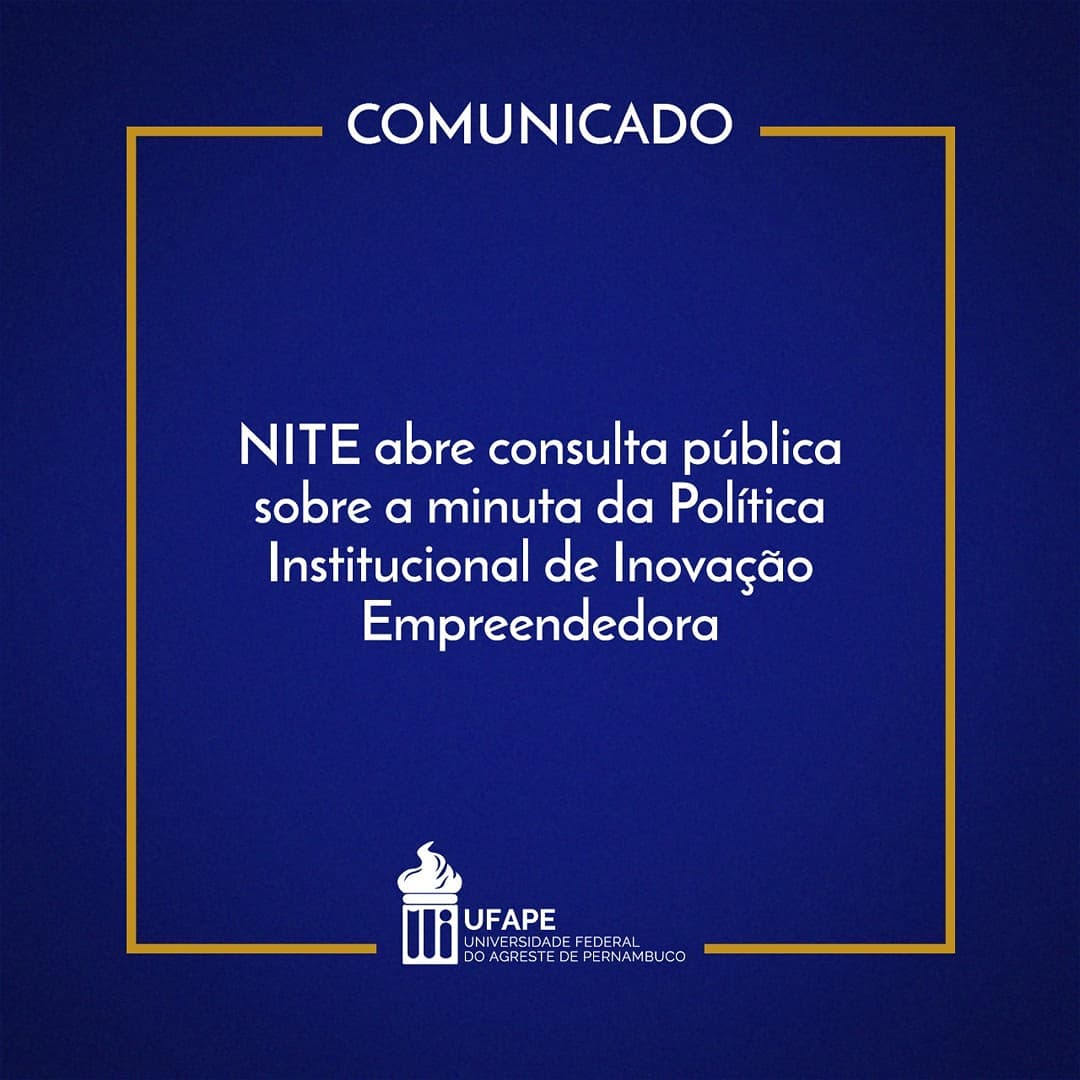 COMUNICADO
NITE abre consulta pública
sobre a minuta da Política
Institucional de Inovação
Empreendedora
UFAPE
UNIVERSIDADE FEDERAL
DO AGRESTE DE PERNAMBUCO